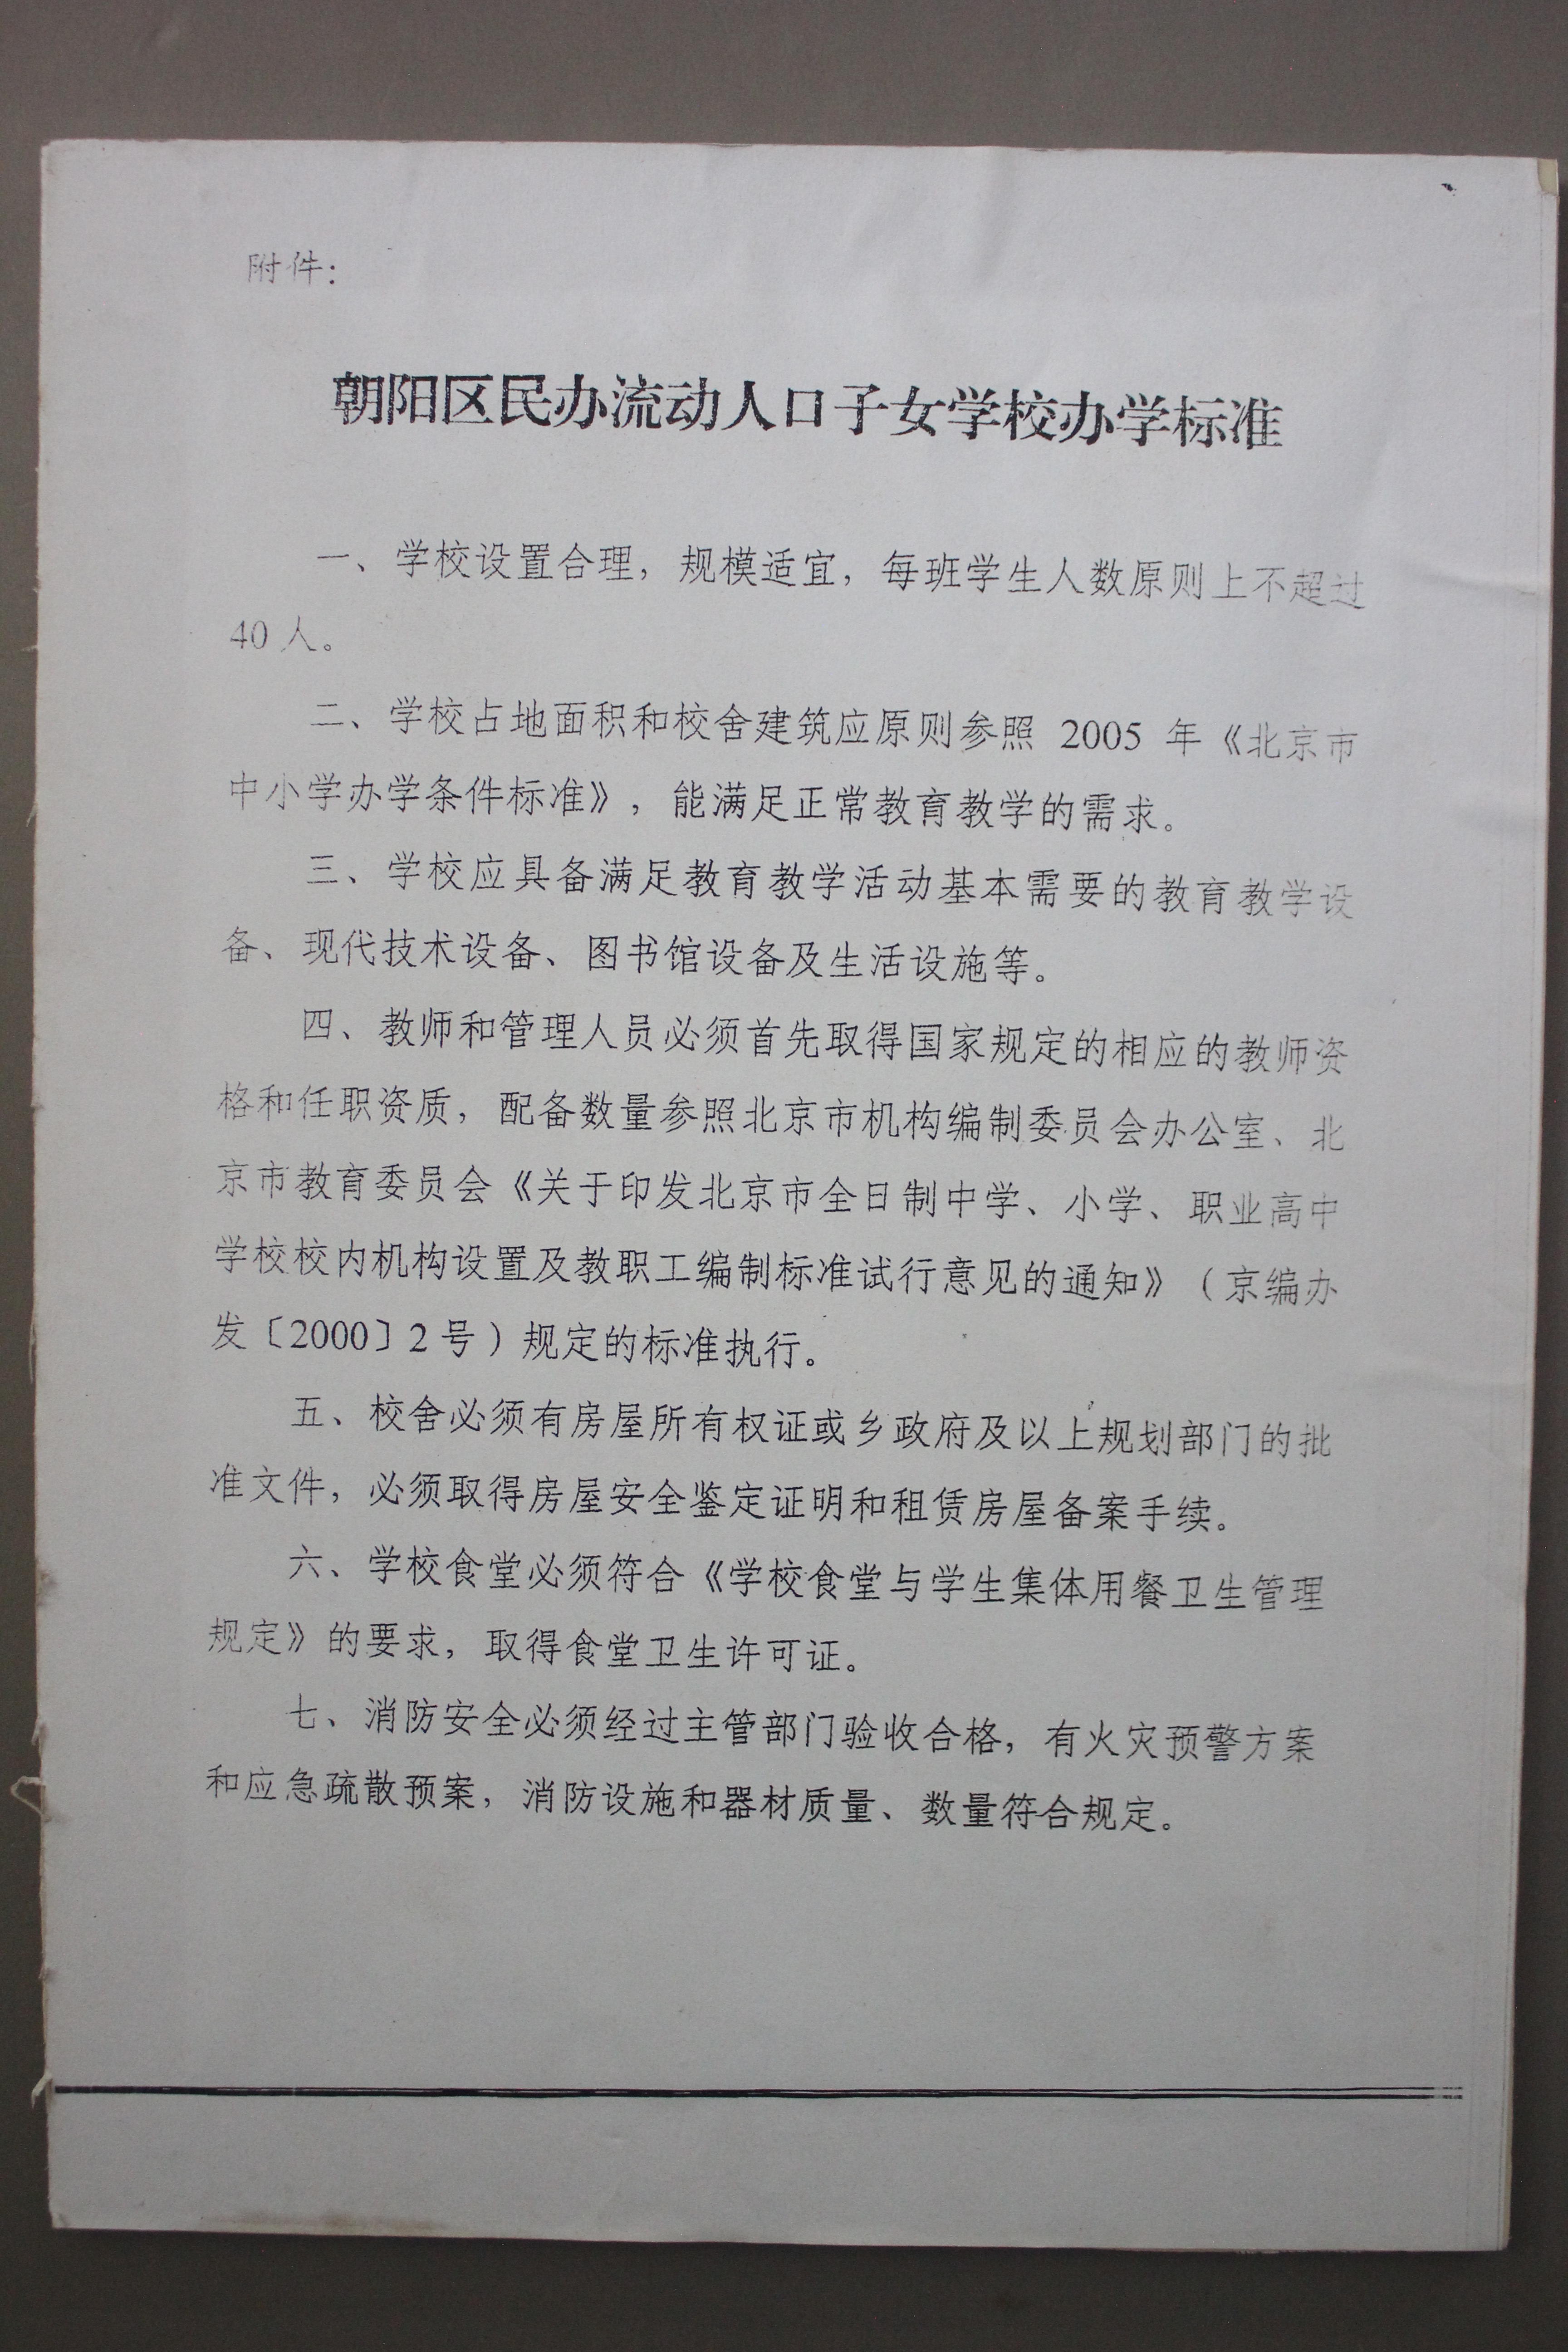 附件：
朝阳区民办流动人口子女学校办学标准
一、学校设置合理，规模适宜，每班学生人数原则上不超过
40 人。
二、学校占地面积和校舍建筑应原则参照 2005 年《北京市
中小学办学条件标准》，能满足正常教育教学的需求。
三、学校应具备满足教育教学活动基本需要的教育教学设
备、现代技术设备、图书馆设备及生活设施等。
四、教师和管理人员必须首先取得国家规定的相应的教师资
格和任职资质，配备数量参照北京市机构编制委员会办公室、北
京市教育委员会《关于印发北京市全日制中学、小学、职业高中
学校校内机构设置及教职工编制标准试行意见的通知》（京编办
发〔2000〕2 号）规定的标准执行。
五、校舍必须有房屋所有权证或乡政府及以上规划部门的批
准文件，必须取得房屋安全鉴定证明和租赁房屋备案手续。
六、学校食堂必须符合《学校食堂与学生集体用餐卫生管理
规定》的要求，取得食堂卫生许可证。
七、消防安全必须经过主管部门验收合格，有火灾预警方案
和应急疏散预案，消防设施和器材质量、数量符合规定。